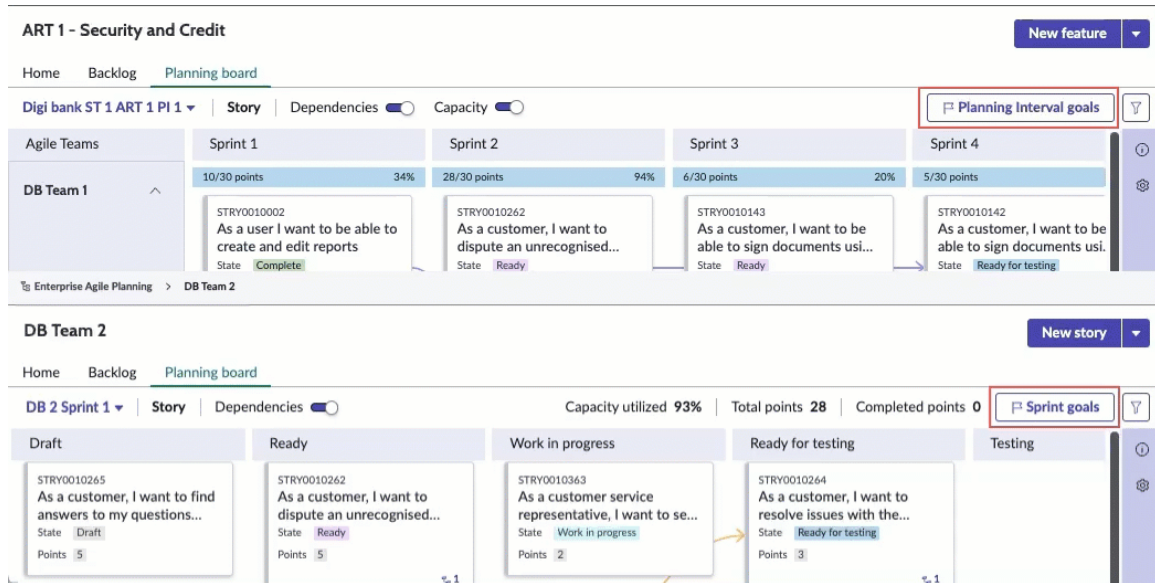 ART 1 - Security and Credit
New feature
Home Backlog Planning board
Digi bank ST 1 ART 1 PI 1 Story Dependencies Capacity Planning Interval goals
Agile Teams Sprint 1 Sprint 2 Sprint 3 Sprint 4
DB Team 1
10/30 points 34% 28/30 points 94% 6/30 points 20% 5/30 points
STRY0010002
As a user I want to be able to
create and edit reports
State Complete
STRY0010262
As a customer, I want to
dispute an unrecognised...
State Ready
STRY0010143
As a customer, I want to be
able to sign documents usi...
State Ready
STRY0010142
As a customer, I want to be
able to sign documents usi.
State Ready for testing
Enterprise Agile Planning > DB Team 2
DB Team 2
New story
Home Backlog Planning board
DB 2 Sprint 1 Story Dependencies Capacity utilized 93% Total points 28 Completed points 0 Sprint goals
Draft Ready Work in progress Ready for testing Testing
STRY0010265
As a customer, I want to find
answers to my questions...
State Draft
Points 5
STRY0010262
As a customer, I want to
dispute an unrecognised...
State Ready
Points 5
1
STRY0010363
As a customer service
representative, I want to se...
State Work in progress
Points 2
STRY0010264
As a customer, I want to
resolve issues with the...
State Ready for testing
Points 3
1